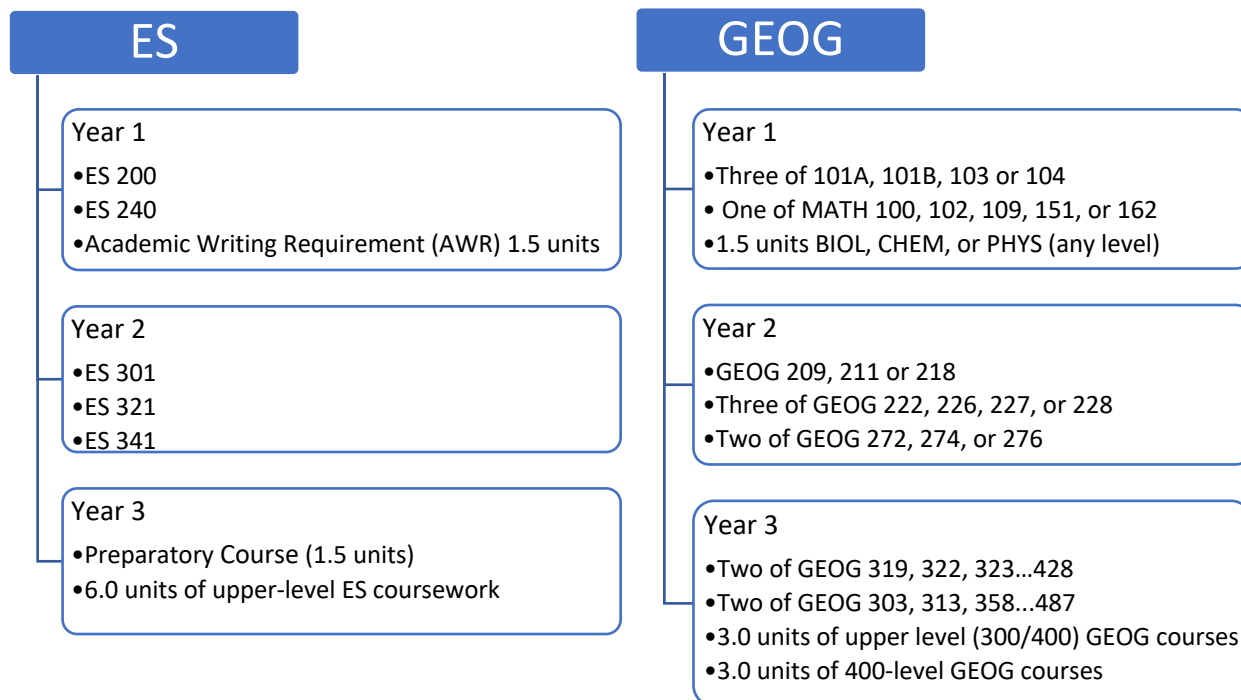 ES
Year 1
•ES 200
•ES 240
•Academic Writing Requirement (AWR) 1.5 units
Year 2
•ES 301
•ES 321
•ES 341
Year 3
•Preparatory Course (1.5 units)
•6.0 units of upper-level ES coursework
GEOG
Year 1
•Three of 101A, 101B, 103 or 104
• One of MATH 100, 102, 109, 151, or 162
•1.5 units BIOL, CHEM, or PHYS (any level)
Year 2
•GEOG 209, 211 or 218
•Three of GEOG 222, 226, 227, or 228
•Two of GEOG 272, 274, or 276
Year 3
•Two of GEOG 319, 322, 323...428
•Two of GEOG 303, 313, 358...487
•3.0 units of upper level (300/400) GEOG courses
•3.0 units of 400-level GEOG courses